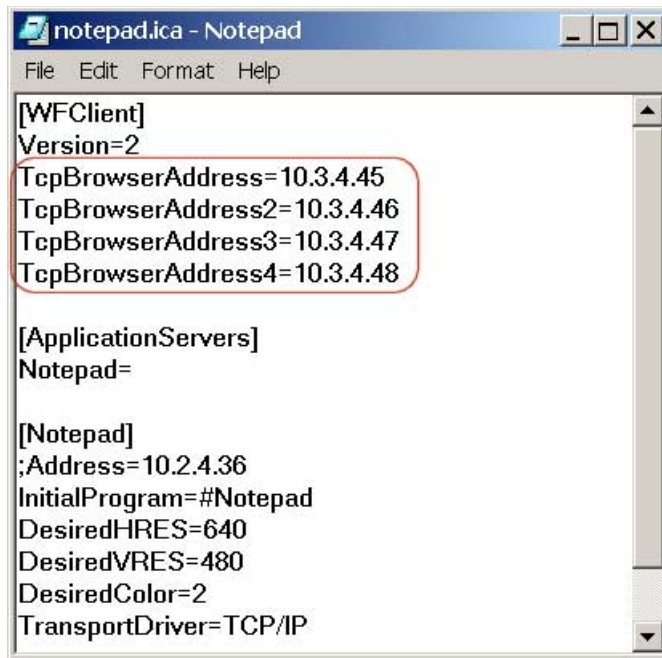 notepad.ica - Notepad
File Edit Format Help
[WFClient]
Version=2
TcpBrowserAddress=10.3.4.45
TcpBrowserAddress2=10.3.4.46
TcpBrowserAddress3=10.3.4.47
TcpBrowserAddress4=10.3.4.48
[ApplicationServers]
Notepad=
[Notepad]
;Address=10.2.4.36
InitialProgram=#Notepad
DesiredHRES=640
DesiredVRES=480
DesiredColor=2
TransportDriver=TCP/IP